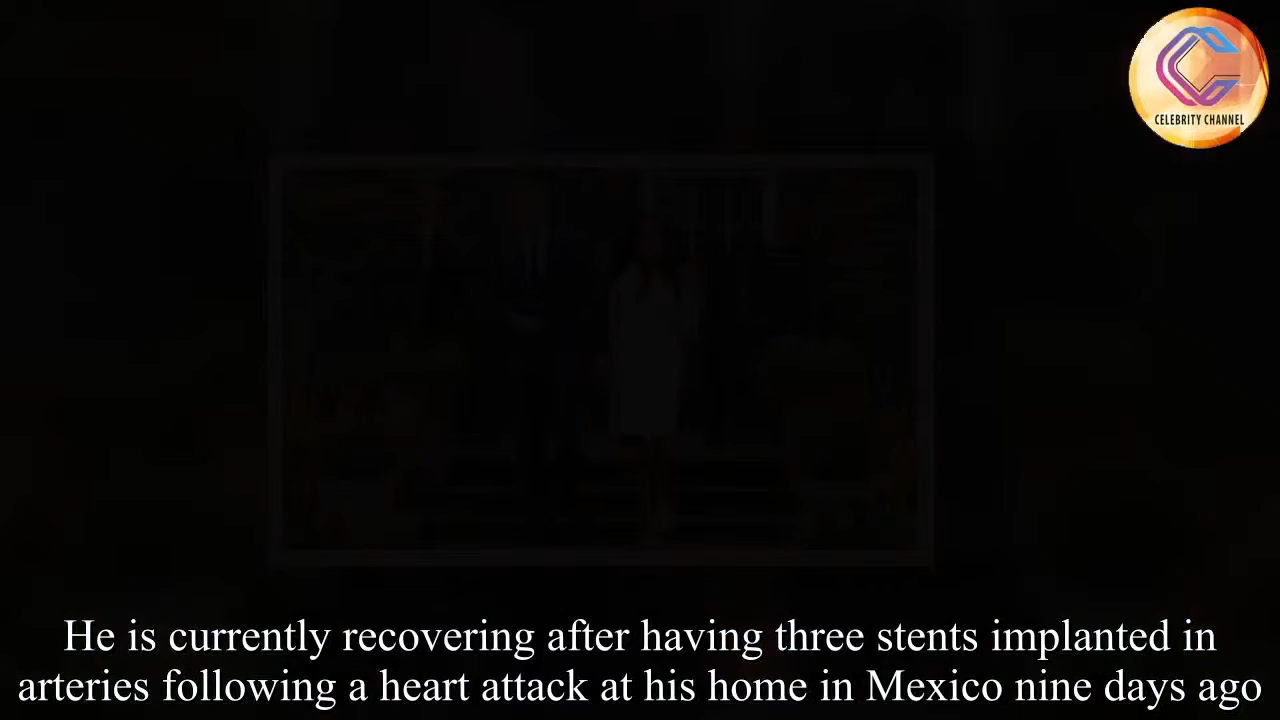 CELEBRITY CHANNEL
He is currently recovering after having three stents implanted in
arteries following a heart attack at his home in Mexico nine days ago